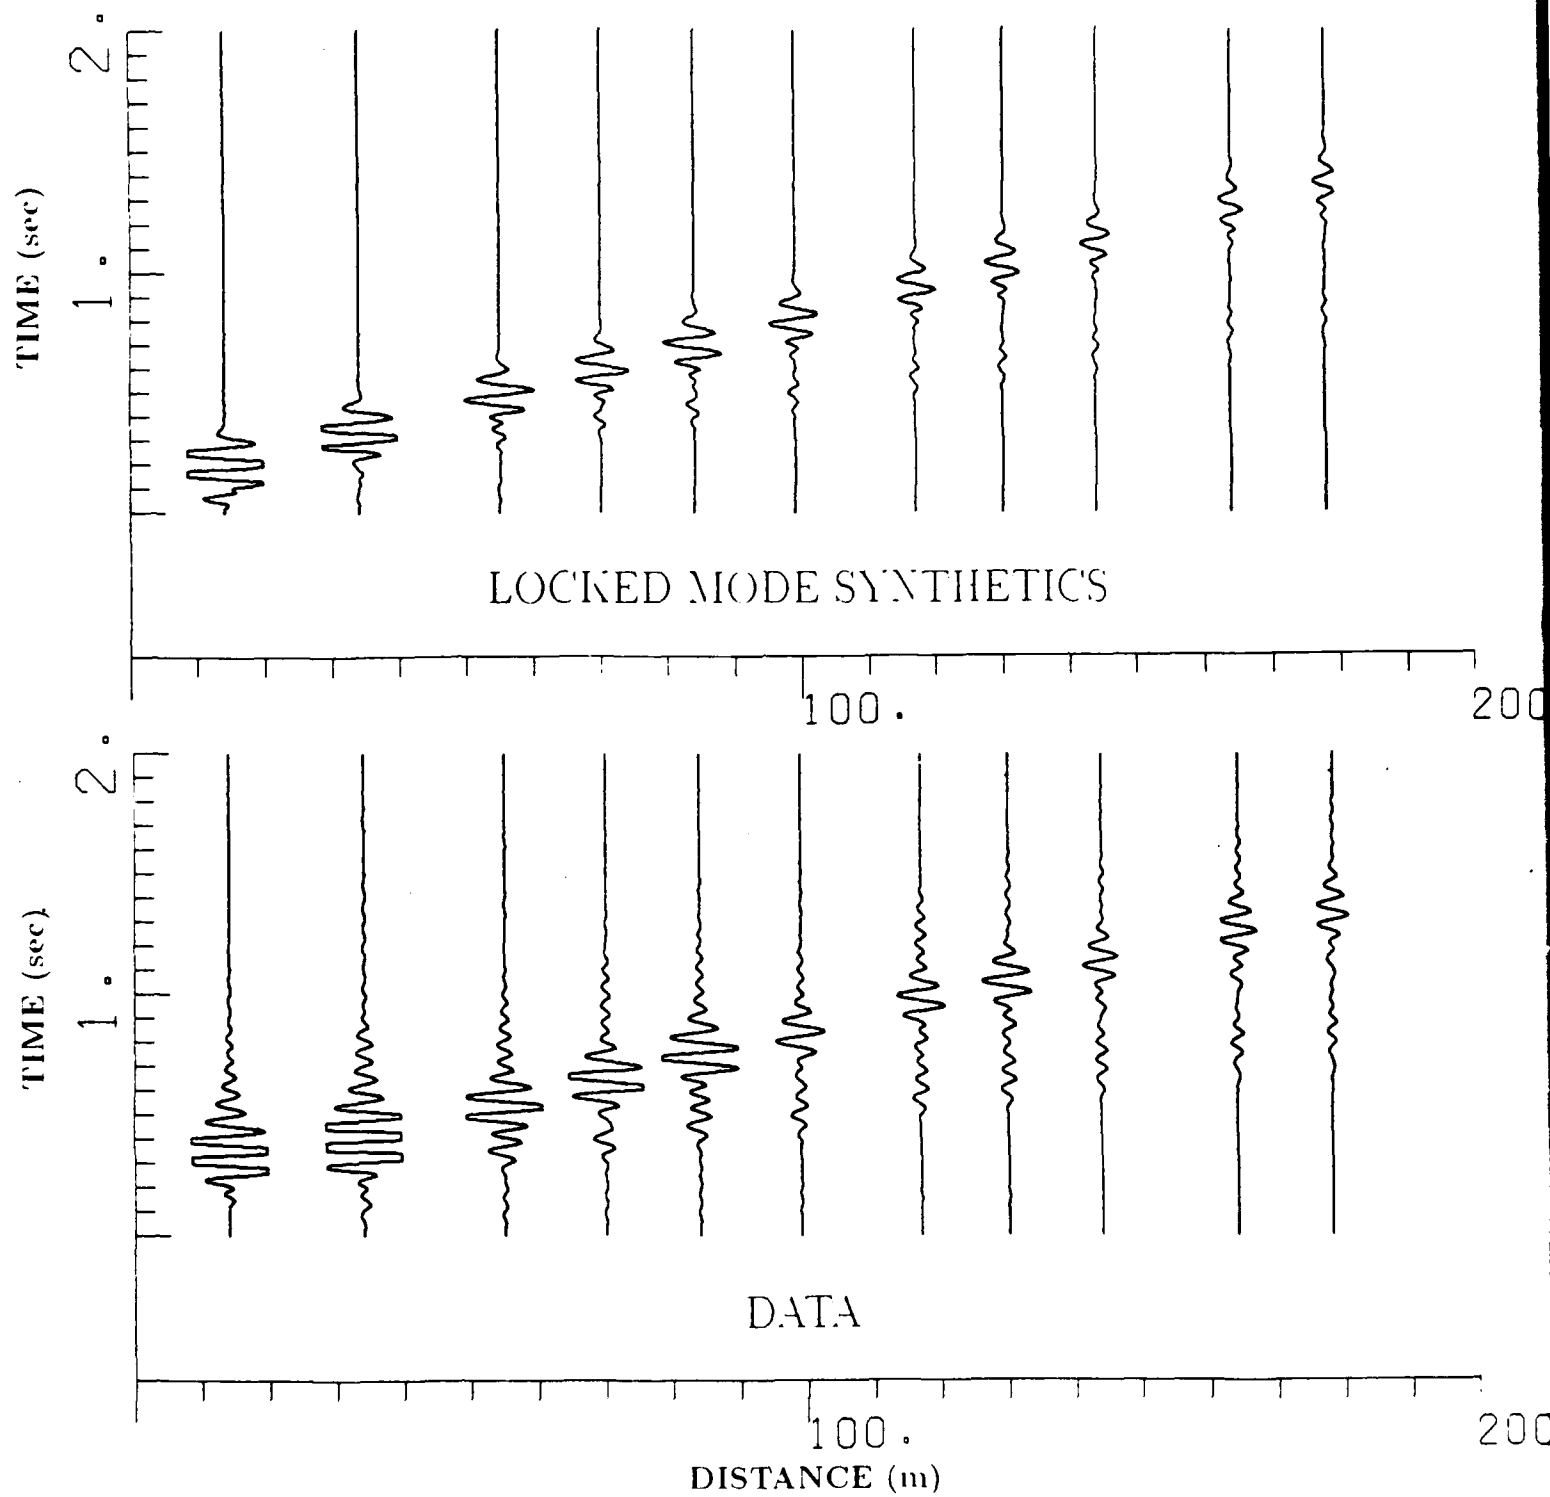 2.
TIME (sec)
1.
LOCKED MODE SYNTHETICS
100.
200
2.
TIME (sec)
1.
DATA
100.
200
DISTANCE (m)